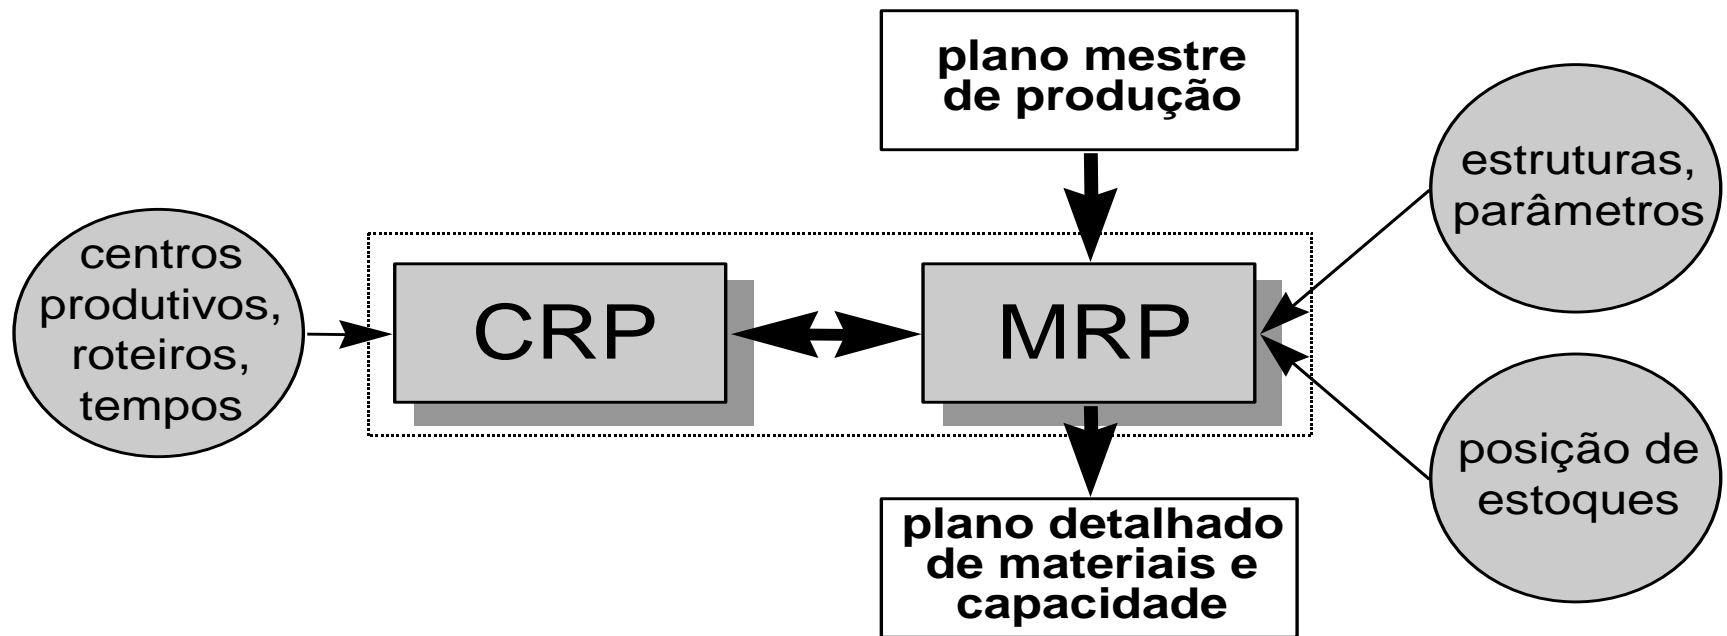 plano mestre
de produção
estruturas,
parâmetros
centros
produtivos,
roteiros,
tempos
CRP
MRP
posição de
estoques
plano detalhado
de materiais e
capacidade